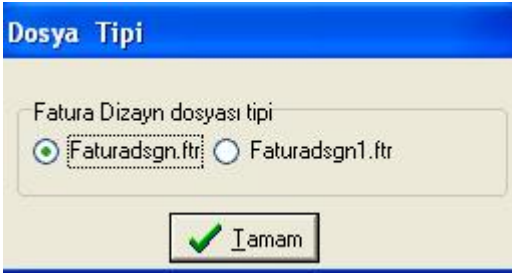 Dosya Tipi
Fatura Dizayn dosyası tipi
Faturadsgn.ftr Faturadsgn1.ftr
Tamam